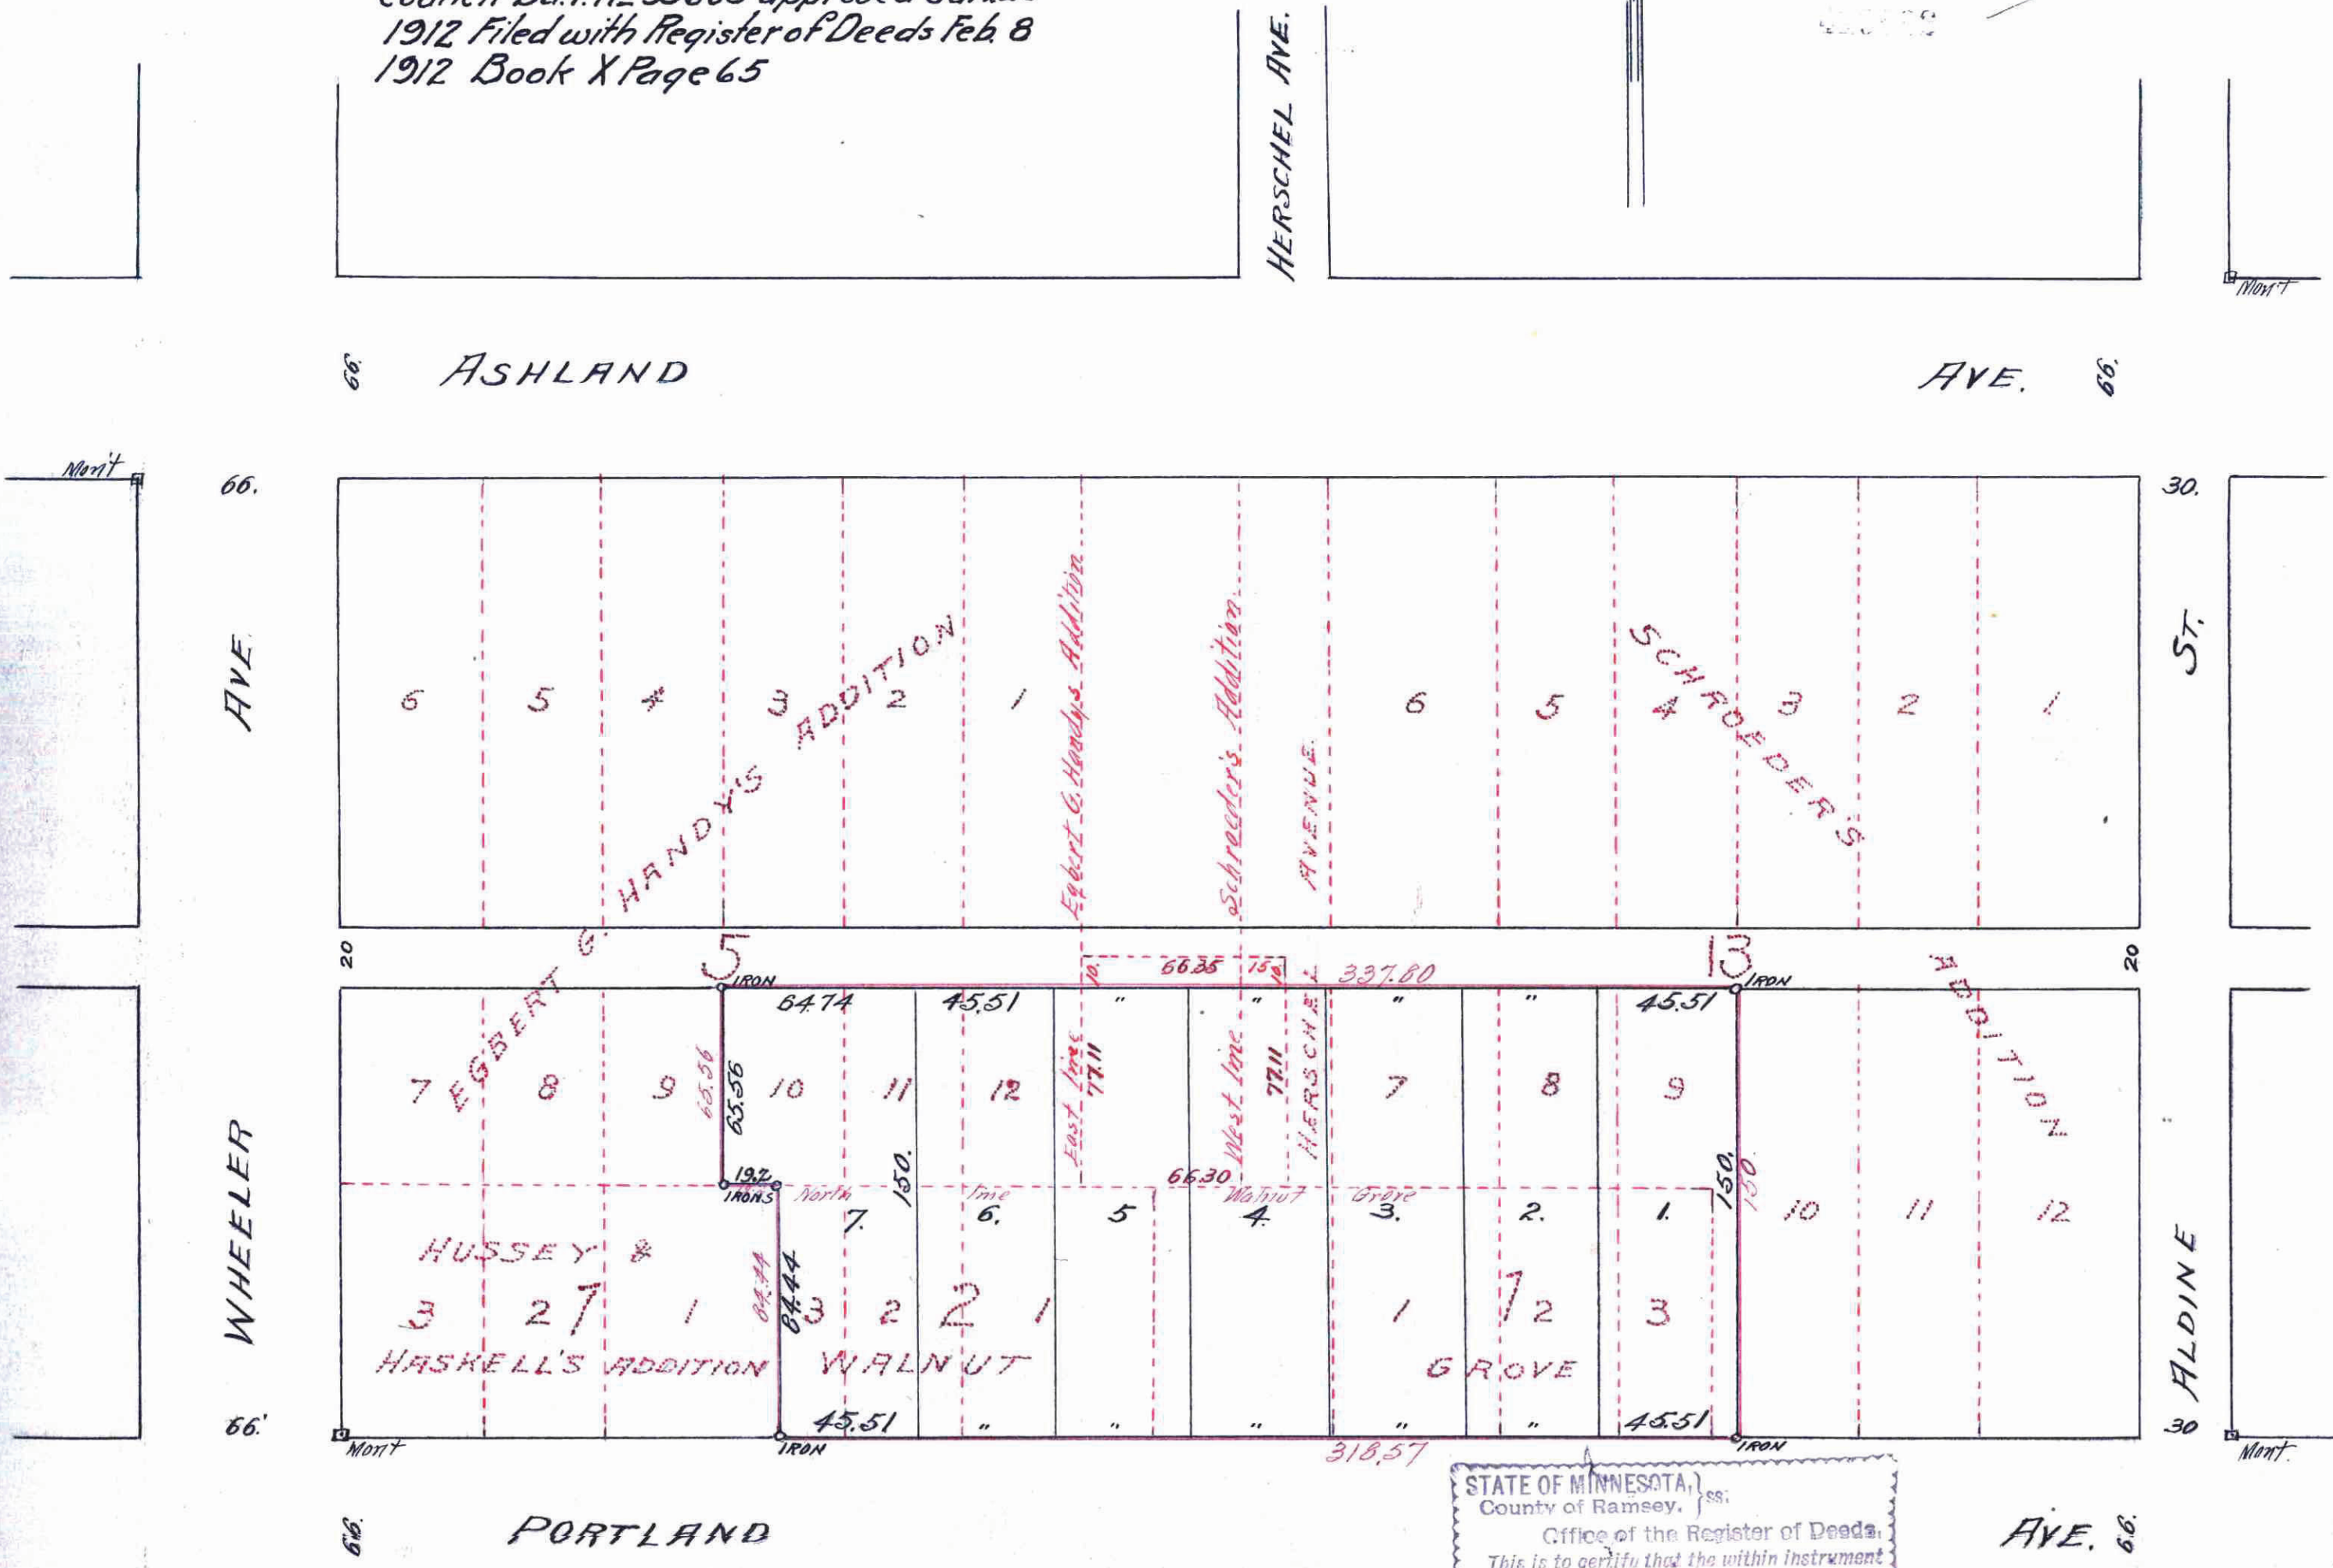 1912 Filed with Register of Deeds Feb. 8
1912 Book X Page 65
HERSCHEL AVE.
Mon't
66. ASHLAND AVE. 66.
Mon't
66. 30.
AVE. ST.
6 5 4 3 2 1 6 5 4 3 2 1
EGBERT G. HANDY'S ADDITION
Egbert G. Handy's Addition
Schroeder's Addition
HERSCHEL AVENUE.
SCHROEDER'S ADDITION
20 5 13 20
10. 66.35 15. 10. 337.80
IRON IRON
64.74 45.51 " " " " 45.51
65.56 65.56 East line 77.11 West line 77.11
7 8 9 10 11 12 7 8 9
150. 150. 150.
19.2 66.30
IRONS North line Walnut Grove
7. 6. 5 4. 3. 2. 1. 10 11 12
WHEELER ALDINE
HUSSEY &
84.44 84.44
3 2 7 1 3 2 2 1 1 1 2 3
HASKELL'S ADDITION WALNUT GROVE
66' 45.51 " " " " " 45.51 30
Mon't IRON 318.57 IRON Mon't.
66. PORTLAND AVE. 66.
STATE OF MINNESOTA, } ss.
County of Ramsey.
Office of the Register of Deeds.
This is to certify that the within instrument